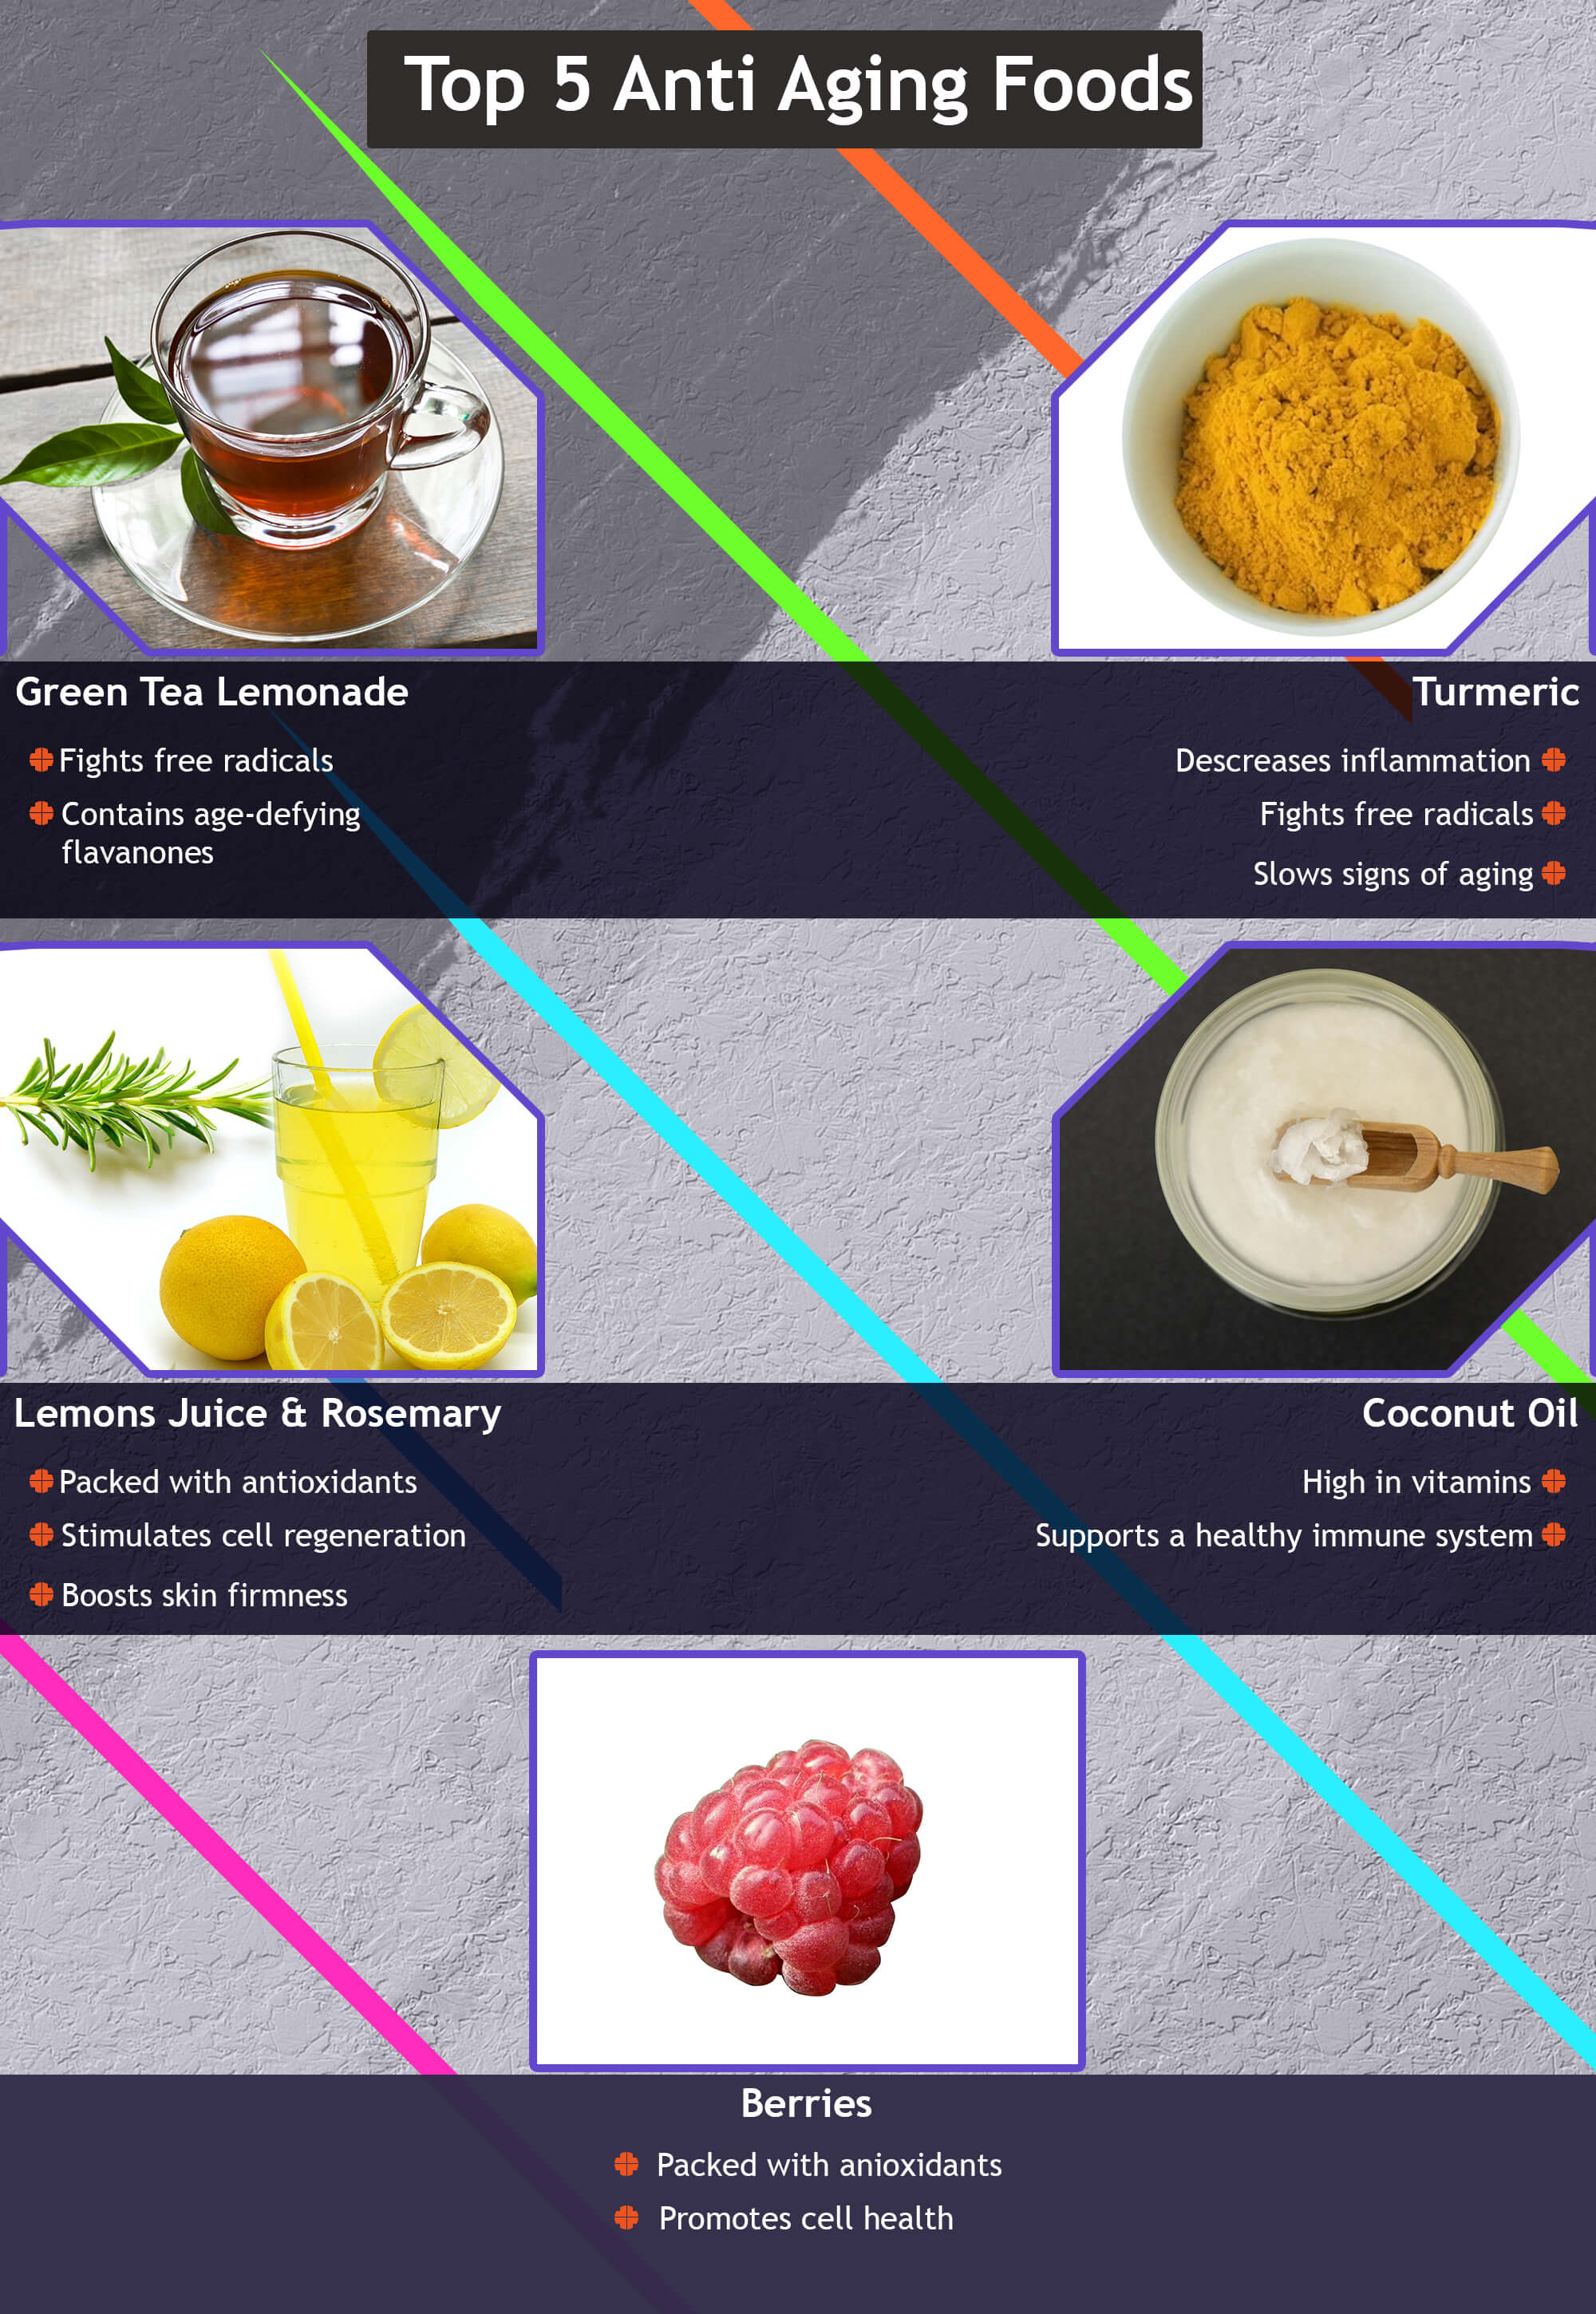 Top 5 Anti Aging Foods
Green Tea Lemonade
Fights free radicals
Contains age-defying
flavanones
Turmeric
Descreases inflammation
Fights free radicals
Slows signs of aging
Lemons Juice & Rosemary
Packed with antioxidants
Stimulates cell regeneration
Boosts skin firmness
Coconut Oil
High in vitamins
Supports a healthy immune system
Berries
Packed with anioxidants
Promotes cell health